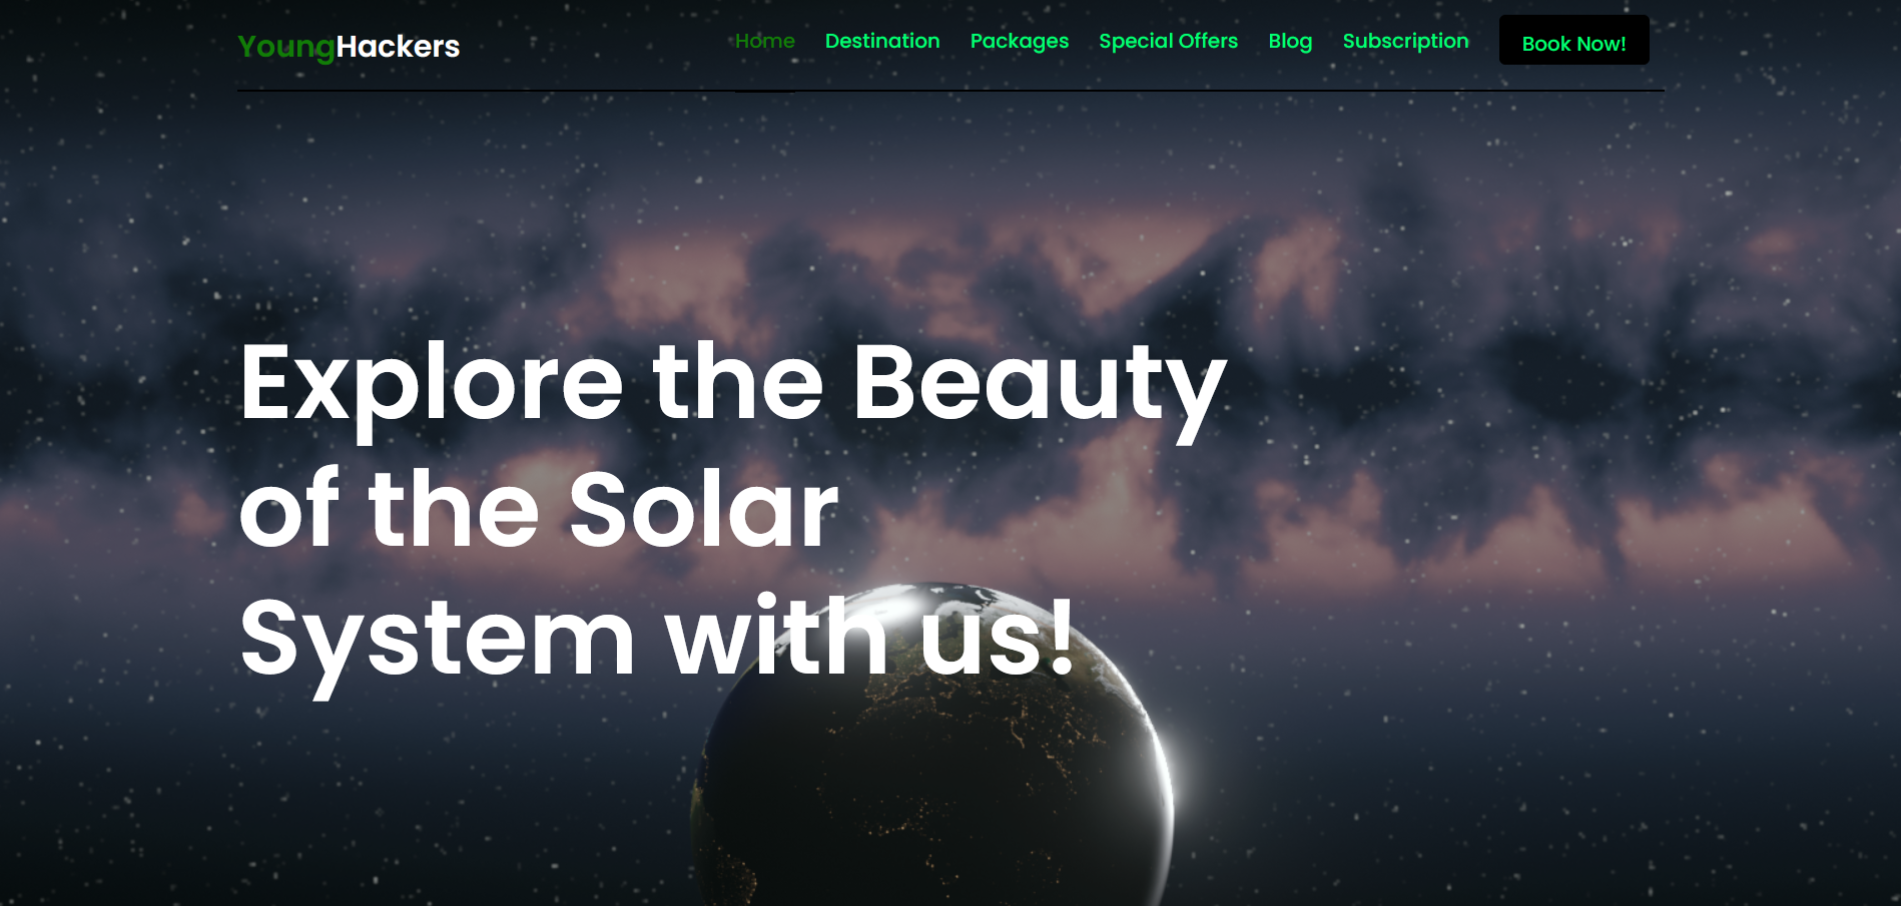 YoungHackers
Home Destination Packages Special Offers Blog Subscription Book Now!
Explore the Beauty
of the Solar
System with us!